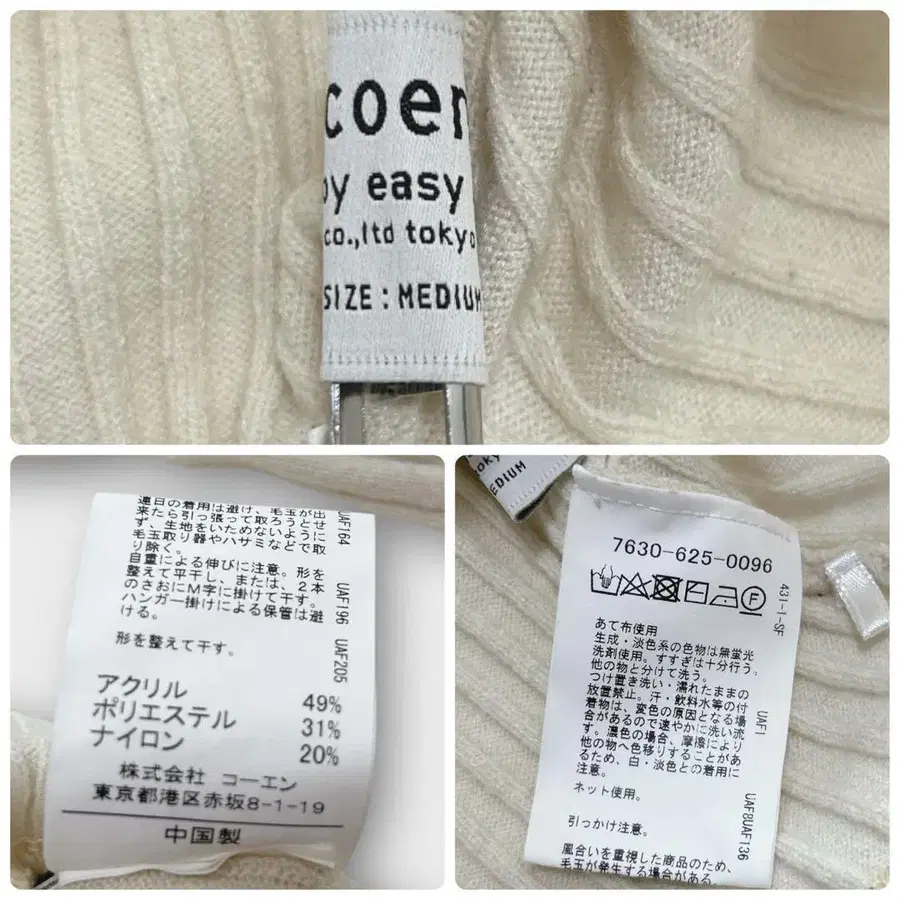 coen
by easy
co.,ltd tokyo
SIZE : MEDIUM
連日の着用は避け、毛玉が出
来たら引っ張って取ろうとせ
ず、生地をいためないように
毛玉取り器やハサミなどで取
り除く。
自重による伸びに注意。形を
整えて平干し、または、2本
のさおにM字に掛けて干す。
ハンガー掛けによる保管は避
ける。
形を整えて干す。
UAF164
UAF196
UAF205
アクリル 49%
ポリエステル 31%
ナイロン 20%
株式会社 コーエン
東京都港区赤坂8-1-19
中国製
tokyo
MEDIUM
7630-625-0096
431-1-SF
あて布使用
生成・淡色系の色物は無蛍光
洗剤使用。すすぎは十分行う。
他の物と分けて洗う。
つけ置き洗い・濡れたままの
放置禁止。汗・飲料水等の付
着物は、変色の原因となる場
合があるので速やかに洗い流
す。濃色の場合、摩擦により
他の物へ色移りすることがあ
るため、白・淡色との着用に
注意。
ネット使用。
引っかけ注意。
風合いを重視した商品のため、
毛玉が発生する場合がある。
UAF1
UAF8UAF136